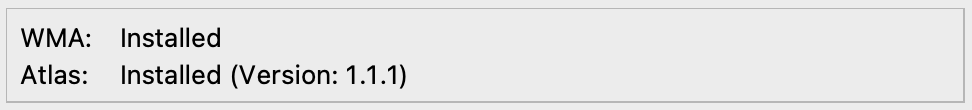 WMA: Installed
Atlas: Installed (Version: 1.1.1)